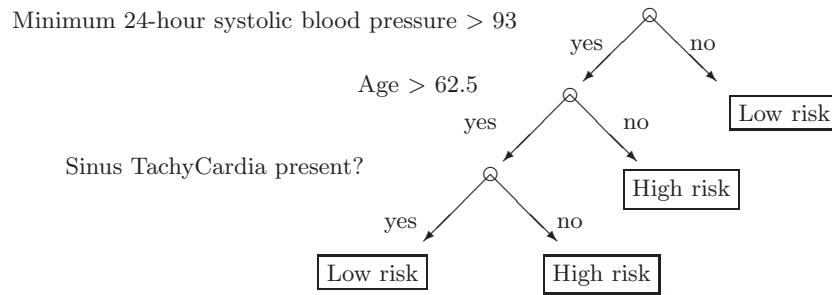 Minimum 24-hour systolic blood pressure > 93
yes
no
Age > 62.5
Low risk
yes
no
Sinus TachyCardia present?
High risk
yes
no
Low risk
High risk